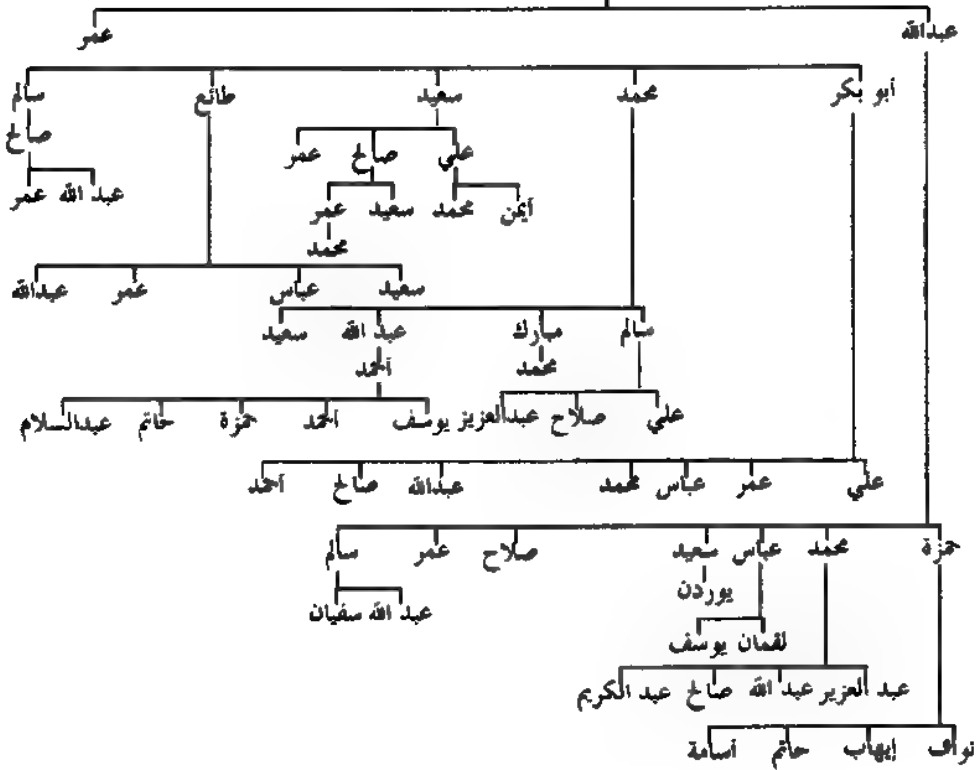 عبدالله عمر
أبو بكر محمد سعيد طائع سالم
علي صالح عمر صالح
أيمن محمد سعيد عمر عبد الله عمر
محمد
سعيد عباس عمر عبدالله
سالم مبارك عبد الله سعيد
محمد أحمد
علي صلاح عبدالعزيز يوسف احمد حمزة حاتم عبدالسلام
علي عمر عباس محمد عبدالله صالح أحمد
حمزة محمد عباس سعيد صلاح عمر سالم
يوردن
عبد الله سفيان
لقمان يوسف
عبد العزيز عبد الله صالح عبد الكريم
نواف إيهاب حاتم أسامة